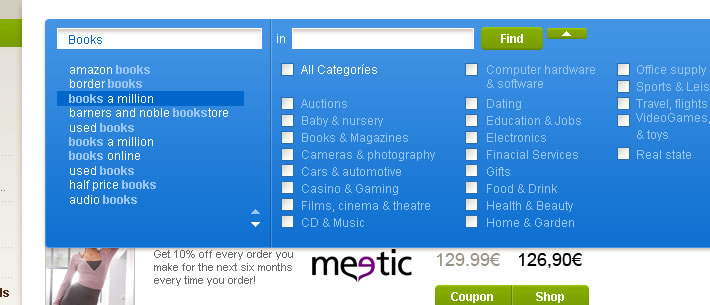 Books
in
Find
amazon books
border books
books a million
barners and noble bookstore
used books
books a million
books online
used books
half price books
audio books
All Categories
Auctions
Baby & nursery
Books & Magazines
Cameras & photography
Cars & automotive
Casino & Gaming
Films, cinema & theatre
CD & Music
Computer hardware
& software
Dating
Education & Jobs
Electronics
Finacial Services
Gifts
Food & Drink
Health & Beauty
Home & Garden
Office supply
Sports & Leis
Travel, flights
VideoGames,
& toys
Real state
Get 10% off every order you
make for the next six months
every time you order!
meetic
129.99€
126,90€
Coupon
Shop
ls